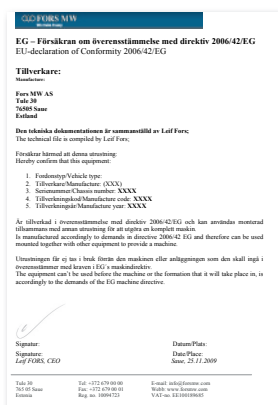 FORS MW
EG – Försäkran om överensstämmelse med direktiv 2006/42/EG
EU-declaration of Conformity 2006/42/EG
Tillverkare:
Manufacture:
Fors MW AS
Tule 30
76505 Saue
Estland
Den tekniska dokumentationen är sammanställd av Leif Fors;
The technical file is compiled by Leif Fors;
Försäkrar härmed att denna utrustning:
Hereby confirm that this equipment:
1. Fordonstyp/Vehicle type:
2. Tillverkare/Manufacture: (XXX)
3. Serienummer/Chassis number: XXXX
4. Tillverkningskod/Manufacture code: XXXX
5. Tillverkningsår/Manufacture year: XXXX
Är tillverkad i överensstämmelse med direktiv 2006/42/EG och kan användas monterad
tillsammans med annan utrustning för att utgöra en komplett maskin.
Is manufactured accordingly to demands in directive 2006/42 EG and therefore can be used
mounted together with other equipment to provide a machine.
Utrustningen får ej tas i bruk förrän den maskinen eller anläggningen som den skall ingå i
överensstämmer med kraven i EG´s maskindirektiv.
The equipment can't be used before the machine or the formation that it will take place in, is
accordingly to the demands of the EG machine directive.
Signatur: Datum/Plats:
Signature: Date/Place:
Leif FORS, CEO Saue, 25.11.2009
Tule 30 Tel: +372 679 00 00 E-mail: info@forsmw.com
765 05 Saue Fax: +372 679 00 01 Webb: www.forsmw.com
Estonia Reg. no. 10094723 VAT-no. EE100189685